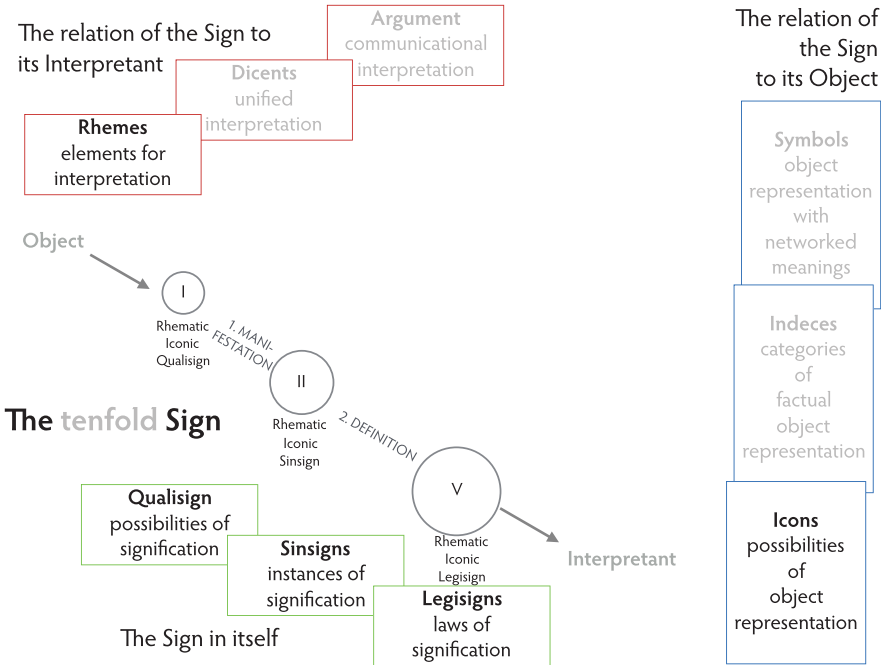 The relation of the Sign to
its Interpretant
Argument
communicational
interpretation
Dicents
unified
interpretation
Rhemes
elements for
interpretation
The relation of
the Sign
to its Object
Symbols
object
representation
with
networked
meanings
Indeces
categories
of
factual
object
representation
Icons
possibilities
of
object
representation
Object
I
Rhematic
Iconic
Qualisign
1. MANI-
FESTATION
II
Rhematic
Iconic
Sinsign
2. DEFINITION
V
Rhematic
Iconic
Legisign
Interpretant
The tenfold Sign
Qualisign
possibilities of
signification
Sinsigns
instances of
signification
Legisigns
laws of
signification
The Sign in itself